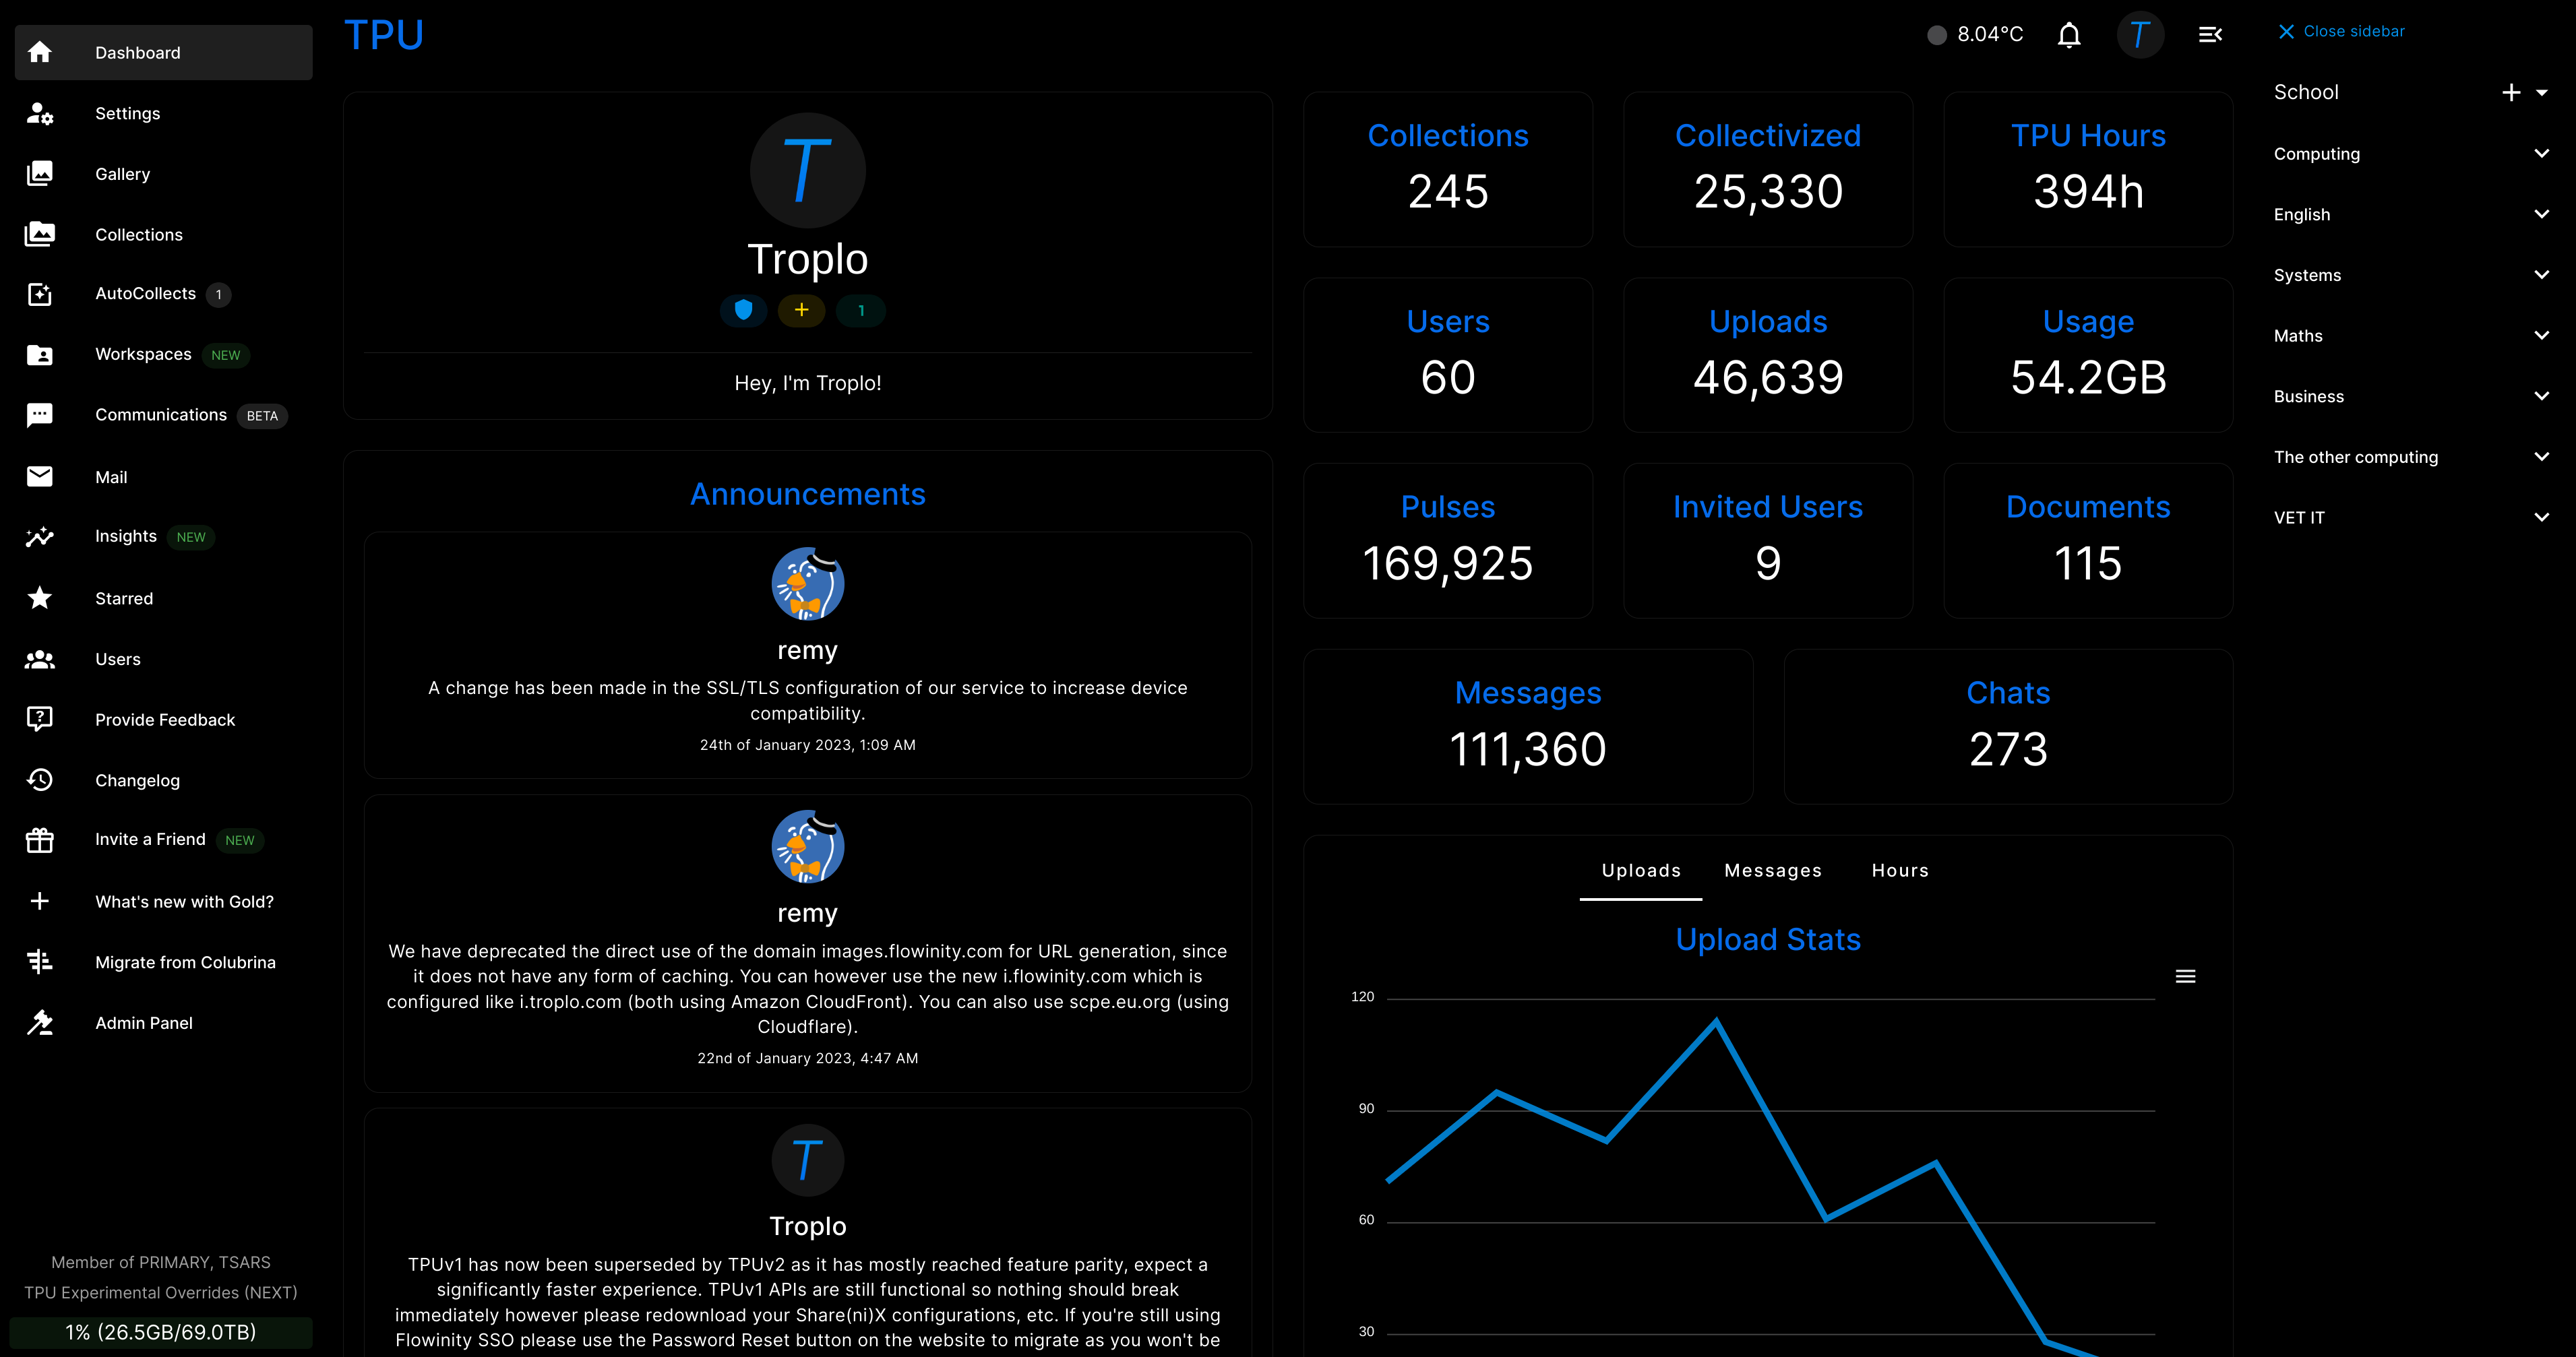 Dashboard
Settings
Gallery
Collections
AutoCollects 1
Workspaces NEW
Communications BETA
Mail
Insights NEW
Starred
Users
Provide Feedback
Changelog
Invite a Friend NEW
What's new with Gold?
Migrate from Colubrina
Admin Panel
Member of PRIMARY, TSARS
TPU Experimental Overrides (NEXT)
1% (26.5GB/69.0TB)
TPU
8.04°C
T
T
Troplo
1
Hey, I'm Troplo!
Announcements
remy
A change has been made in the SSL/TLS configuration of our service to increase device
compatibility.
24th of January 2023, 1:09 AM
remy
We have deprecated the direct use of the domain images.flowinity.com for URL generation, since
it does not have any form of caching. You can however use the new i.flowinity.com which is
configured like i.troplo.com (both using Amazon CloudFront). You can also use scpe.eu.org (using
Cloudflare).
22nd of January 2023, 4:47 AM
T
Troplo
TPUv1 has now been superseded by TPUv2 as it has mostly reached feature parity, expect a
significantly faster experience. TPUv1 APIs are still functional so nothing should break
immediately however please redownload your Share(ni)X configurations, etc. If you're still using
Flowinity SSO please use the Password Reset button on the website to migrate as you won't be
Collections
245
Collectivized
25,330
TPU Hours
394h
Users
60
Uploads
46,639
Usage
54.2GB
Pulses
169,925
Invited Users
9
Documents
115
Messages
111,360
Chats
273
Uploads Messages Hours
Upload Stats
120
90
60
30
Close sidebar
School
Computing
English
Systems
Maths
Business
The other computing
VET IT